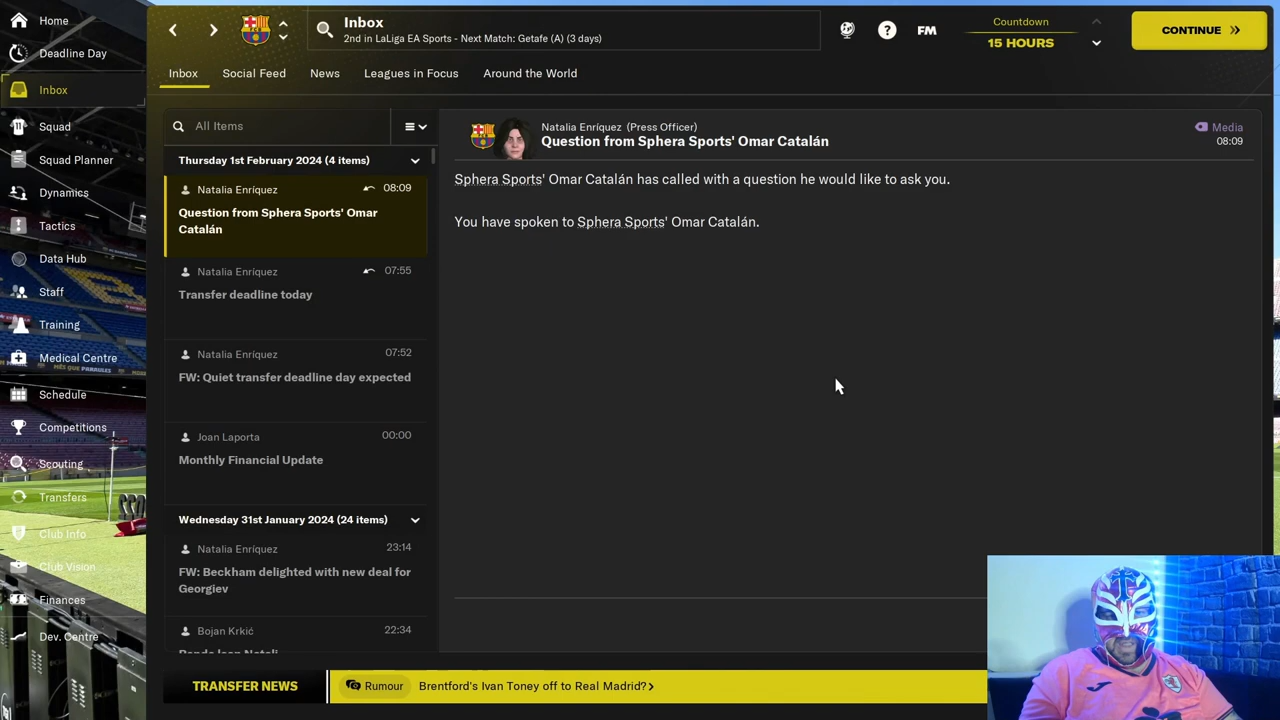 Home
Deadline Day
Inbox
Squad
Squad Planner
Dynamics
Tactics
Data Hub
Staff
Training
Medical Centre
Schedule
Competitions
Scouting
Transfers
Club Info
Club Vision
Finances
Dev. Centre
Inbox
2nd in LaLiga EA Sports - Next Match: Getafe (A) (3 days)
?
FM
Countdown
15 HOURS
CONTINUE
Inbox
Social Feed
News
Leagues in Focus
Around the World
All Items
Thursday 1st February 2024 (4 items)
Natalia Enríquez
08:09
Question from Sphera Sports' Omar
Catalán
Natalia Enríquez
07:55
Transfer deadline today
Natalia Enríquez
07:52
FW: Quiet transfer deadline day expected
Joan Laporta
00:00
Monthly Financial Update
Wednesday 31st January 2024 (24 items)
Natalia Enríquez
23:14
FW: Beckham delighted with new deal for
Georgiev
Bojan Krkić
22:34
Natalia Enríquez (Press Officer)
Question from Sphera Sports' Omar Catalán
Media
08:09
Sphera Sports' Omar Catalán has called with a question he would like to ask you.
You have spoken to Sphera Sports' Omar Catalán.
TRANSFER NEWS
Rumour
Brentford's Ivan Toney off to Real Madrid?